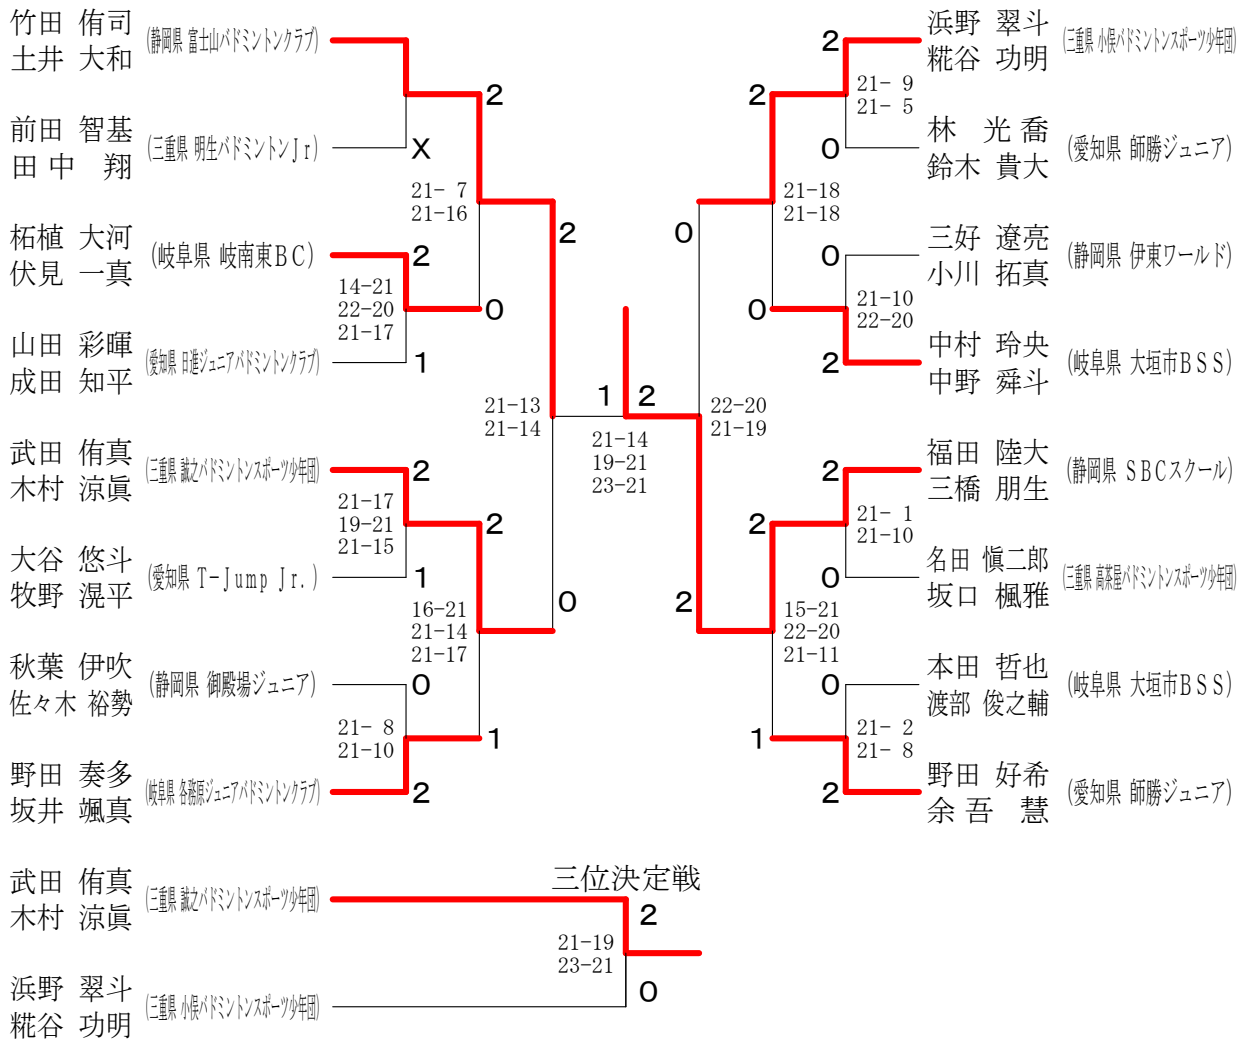 竹田 侑司
土井 大和
(静岡県 富士山バドミントンクラブ)
前田 智基
田中 翔
(三重県 明生バドミントンJr)
X
2
21- 7
21-16
柘植 大河
伏見 一真
(岐阜県 岐南東BC)
2
14-21
22-20
21-17
0
山田 彩暉
成田 知平
(愛知県 日進ジュニアバドミントンクラブ)
1
2
21-13
21-14
武田 侑真
木村 涼眞
(三重県 誠之バドミントンスポーツ少年団)
2
21-17
19-21
21-15
2
大谷 悠斗
牧野 滉平
(愛知県 T-Jump Jr.)
1
16-21
21-14
21-17
0
秋葉 伊吹
佐々木 裕勢
(静岡県 御殿場ジュニア)
0
21- 8
21-10
1
野田 奏多
坂井 颯真
(岐阜県 各務原ジュニアバドミントンクラブ)
2
1
2
21-14
19-21
23-21
2
浜野 翠斗
糀谷 功明
(三重県 小俣バドミントンスポーツ少年団)
2
21- 9
21- 5
0
林 光喬
鈴木 貴大
(愛知県 師勝ジュニア)
0
21-18
21-18
0
三好 遼亮
小川 拓真
(静岡県 伊東ワールド)
0
21-10
22-20
2
中村 玲央
中野 舜斗
(岐阜県 大垣市BSS)
22-20
21-19
2
福田 陸大
三橋 朋生
(静岡県 SBCスクール)
2
21- 1
21-10
0
名田 愼二郎
坂口 楓雅
(三重県 高茶屋バドミントンスポーツ少年団)
2
15-21
22-20
21-11
0
本田 哲也
渡部 俊之輔
(岐阜県 大垣市BSS)
1
21- 2
21- 8
2
野田 好希
余吾 慧
(愛知県 師勝ジュニア)
三位決定戦
武田 侑真
木村 涼眞
(三重県 誠之バドミントンスポーツ少年団)
2
21-19
23-21
0
浜野 翠斗
糀谷 功明
(三重県 小俣バドミントンスポーツ少年団)